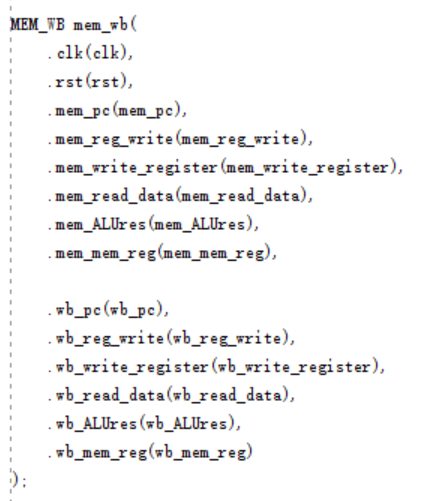 MEM_WB mem_wb(
.clk(clk),
.rst(rst),
.mem_pc(mem_pc),
.mem_reg_write(mem_reg_write),
.mem_write_register(mem_write_register),
.mem_read_data(mem_read_data),
.mem_ALUres(mem_ALUres),
.mem_mem_reg(mem_mem_reg),
.wb_pc(wb_pc),
.wb_reg_write(wb_reg_write),
.wb_write_register(wb_write_register),
.wb_read_data(wb_read_data),
.wb_ALUres(wb_ALUres),
.wb_mem_reg(wb_mem_reg)
);